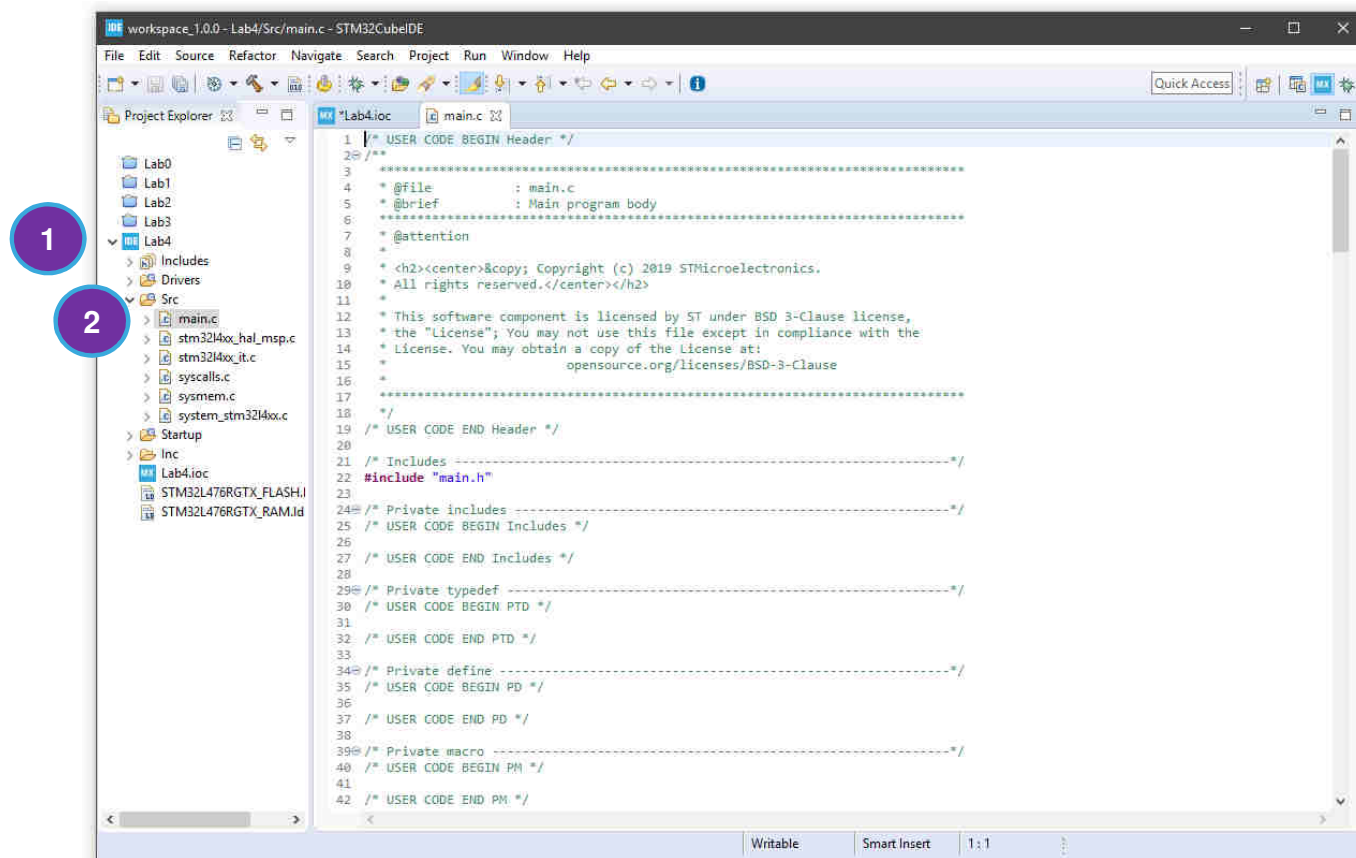 IDE workspace_1.0.0 - Lab4/Src/main.c - STM32CubeIDE
File Edit Source Refactor Navigate Search Project Run Window Help
Quick Access
Project Explorer
MX *Lab4.ioc
main.c
Lab0
Lab1
Lab2
Lab3
1
IDE Lab4
Includes
Drivers
Src
2
main.c
stm32l4xx_hal_msp.c
stm32l4xx_it.c
syscalls.c
sysmem.c
system_stm32l4xx.c
Startup
Inc
MX Lab4.ioc
STM32L476RGTX_FLASH.l
STM32L476RGTX_RAM.ld
1 /* USER CODE BEGIN Header */
2 /**
3 ******************************************************************************
4 * @file : main.c
5 * @brief : Main program body
6 ******************************************************************************
7 * @attention
8 *
9 * <h2><center>&copy; Copyright (c) 2019 STMicroelectronics.
10 * All rights reserved.</center></h2>
11 *
12 * This software component is licensed by ST under BSD 3-Clause license,
13 * the "License"; You may not use this file except in compliance with the
14 * License. You may obtain a copy of the License at:
15 * opensource.org/licenses/BSD-3-Clause
16 *
17 ******************************************************************************
18 */
19 /* USER CODE END Header */
20
21 /* Includes ------------------------------------------------------------------*/
22 #include "main.h"
23
24 /* Private includes ----------------------------------------------------------*/
25 /* USER CODE BEGIN Includes */
26
27 /* USER CODE END Includes */
28
29 /* Private typedef -----------------------------------------------------------*/
30 /* USER CODE BEGIN PTD */
31
32 /* USER CODE END PTD */
33
34 /* Private define ------------------------------------------------------------*/
35 /* USER CODE BEGIN PD */
36
37 /* USER CODE END PD */
38
39 /* Private macro -------------------------------------------------------------*/
40 /* USER CODE BEGIN PM */
41
42 /* USER CODE END PM */
Writable Smart Insert 1 : 1